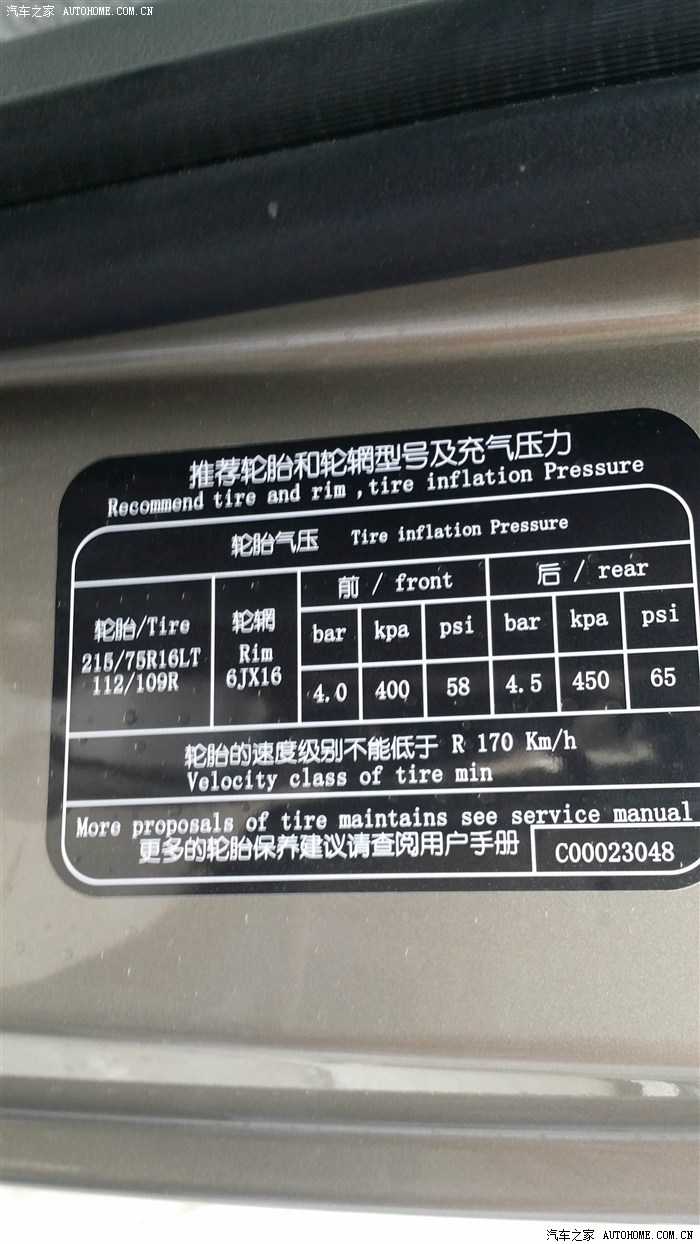 汽车之家 AUTOHOME.COM.CN
推荐轮胎和轮辋型号及充气压力
Recommend tire and rim ,tire inflation Pressure
轮胎气压 Tire inflation Pressure
轮胎/Tire
215/75R16LT
112/109R
轮辋
Rim
6JX16
前 / front
后 / rear
bar kpa psi bar kpa psi
4.0 400 58 4.5 450 65
轮胎的速度级别不能低于 R 170 Km/h
Velocity class of tire min
More proposals of tire maintains see service manual
更多的轮胎保养建议请查阅用户手册
C00023048
汽车之家 AUTOHOME.COM.CN